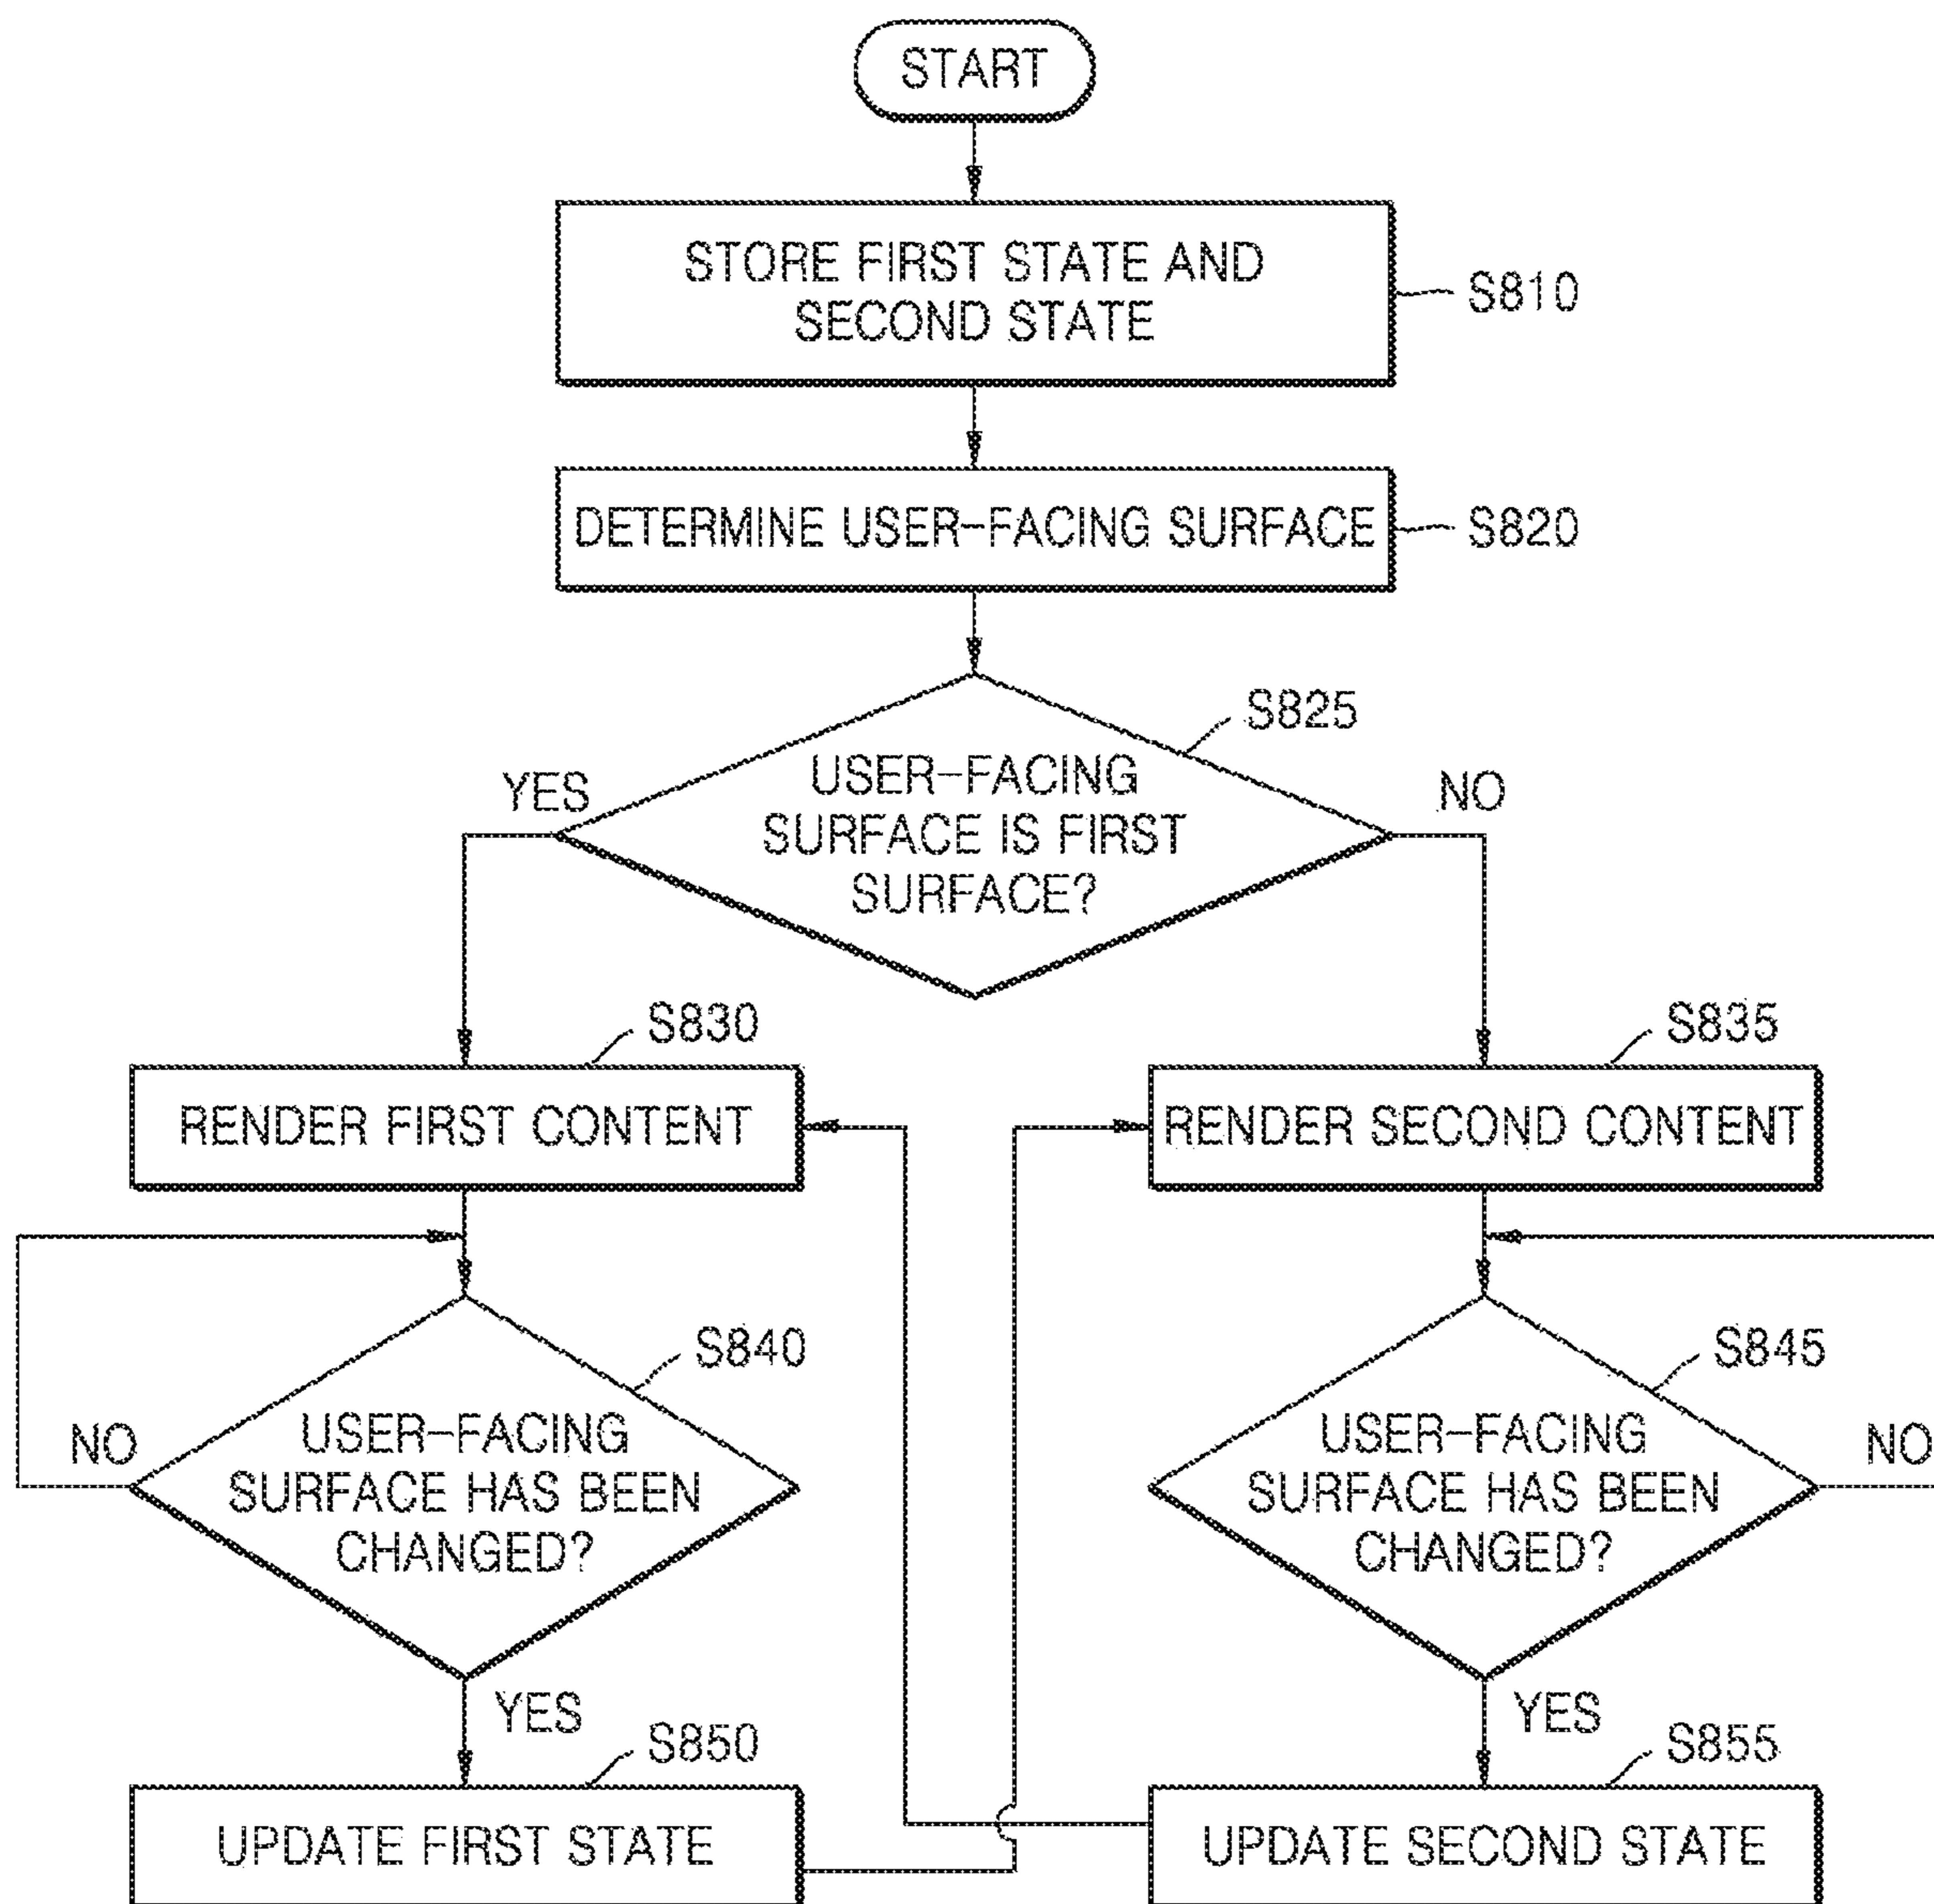 START
STORE FIRST STATE AND
SECOND STATE
S810
DETERMINE USER-FACING SURFACE
S820
S825
USER-FACING
SURFACE IS FIRST
SURFACE?
YES
NO
S830
RENDER FIRST CONTENT
S835
RENDER SECOND CONTENT
S840
USER-FACING
SURFACE HAS BEEN
CHANGED?
NO
YES
S845
USER-FACING
SURFACE HAS BEEN
CHANGED?
NO
YES
S850
UPDATE FIRST STATE
S855
UPDATE SECOND STATE